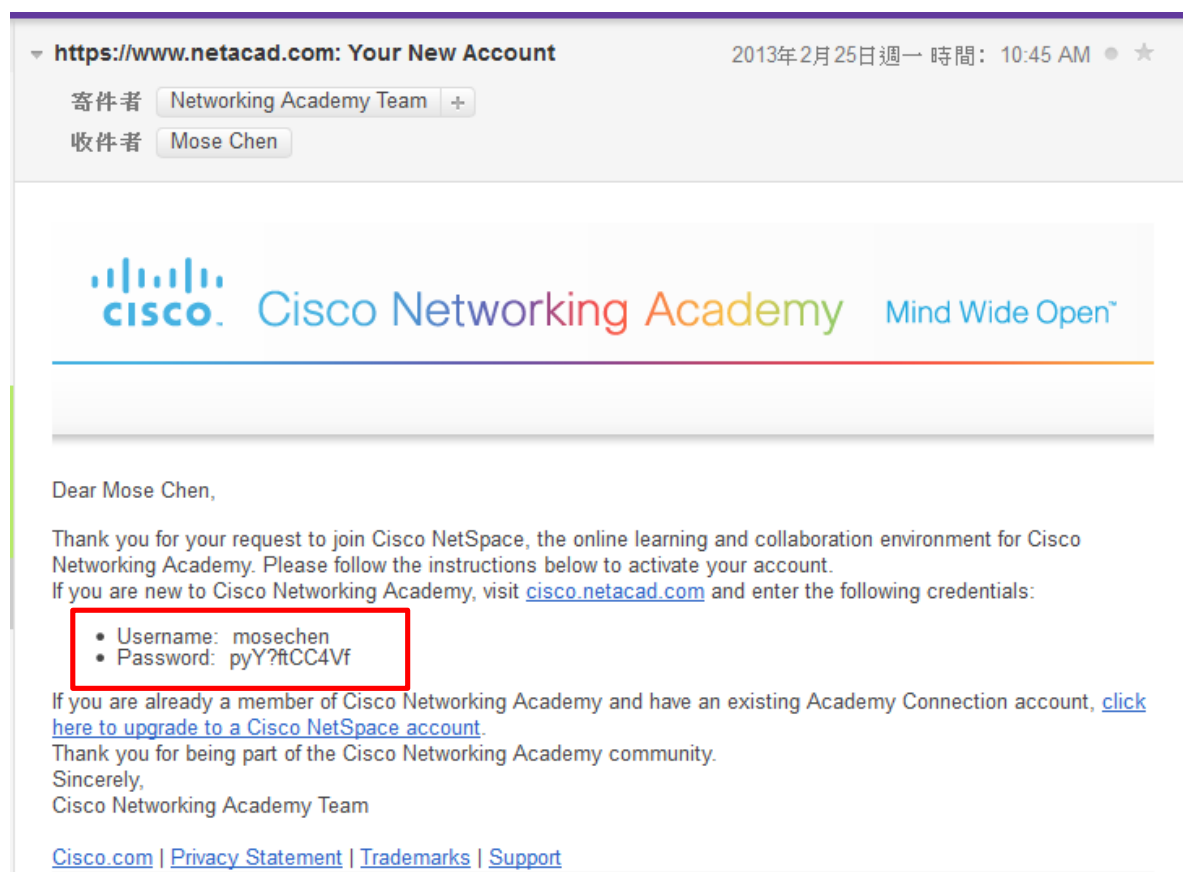 https://www.netacad.com: Your New Account 2013年2月25日週一 時間: 10:45 AM
寄件者 Networking Academy Team +
收件者 Mose Chen
CISCO. Cisco Networking Academy Mind Wide Open™
Dear Mose Chen,
Thank you for your request to join Cisco NetSpace, the online learning and collaboration environment for Cisco
Networking Academy. Please follow the instructions below to activate your account.
If you are new to Cisco Networking Academy, visit cisco.netacad.com and enter the following credentials:
• Username: mosechen
• Password: pyY?ftCC4Vf
If you are already a member of Cisco Networking Academy and have an existing Academy Connection account, click
here to upgrade to a Cisco NetSpace account.
Thank you for being part of the Cisco Networking Academy community.
Sincerely,
Cisco Networking Academy Team
Cisco.com | Privacy Statement | Trademarks | Support